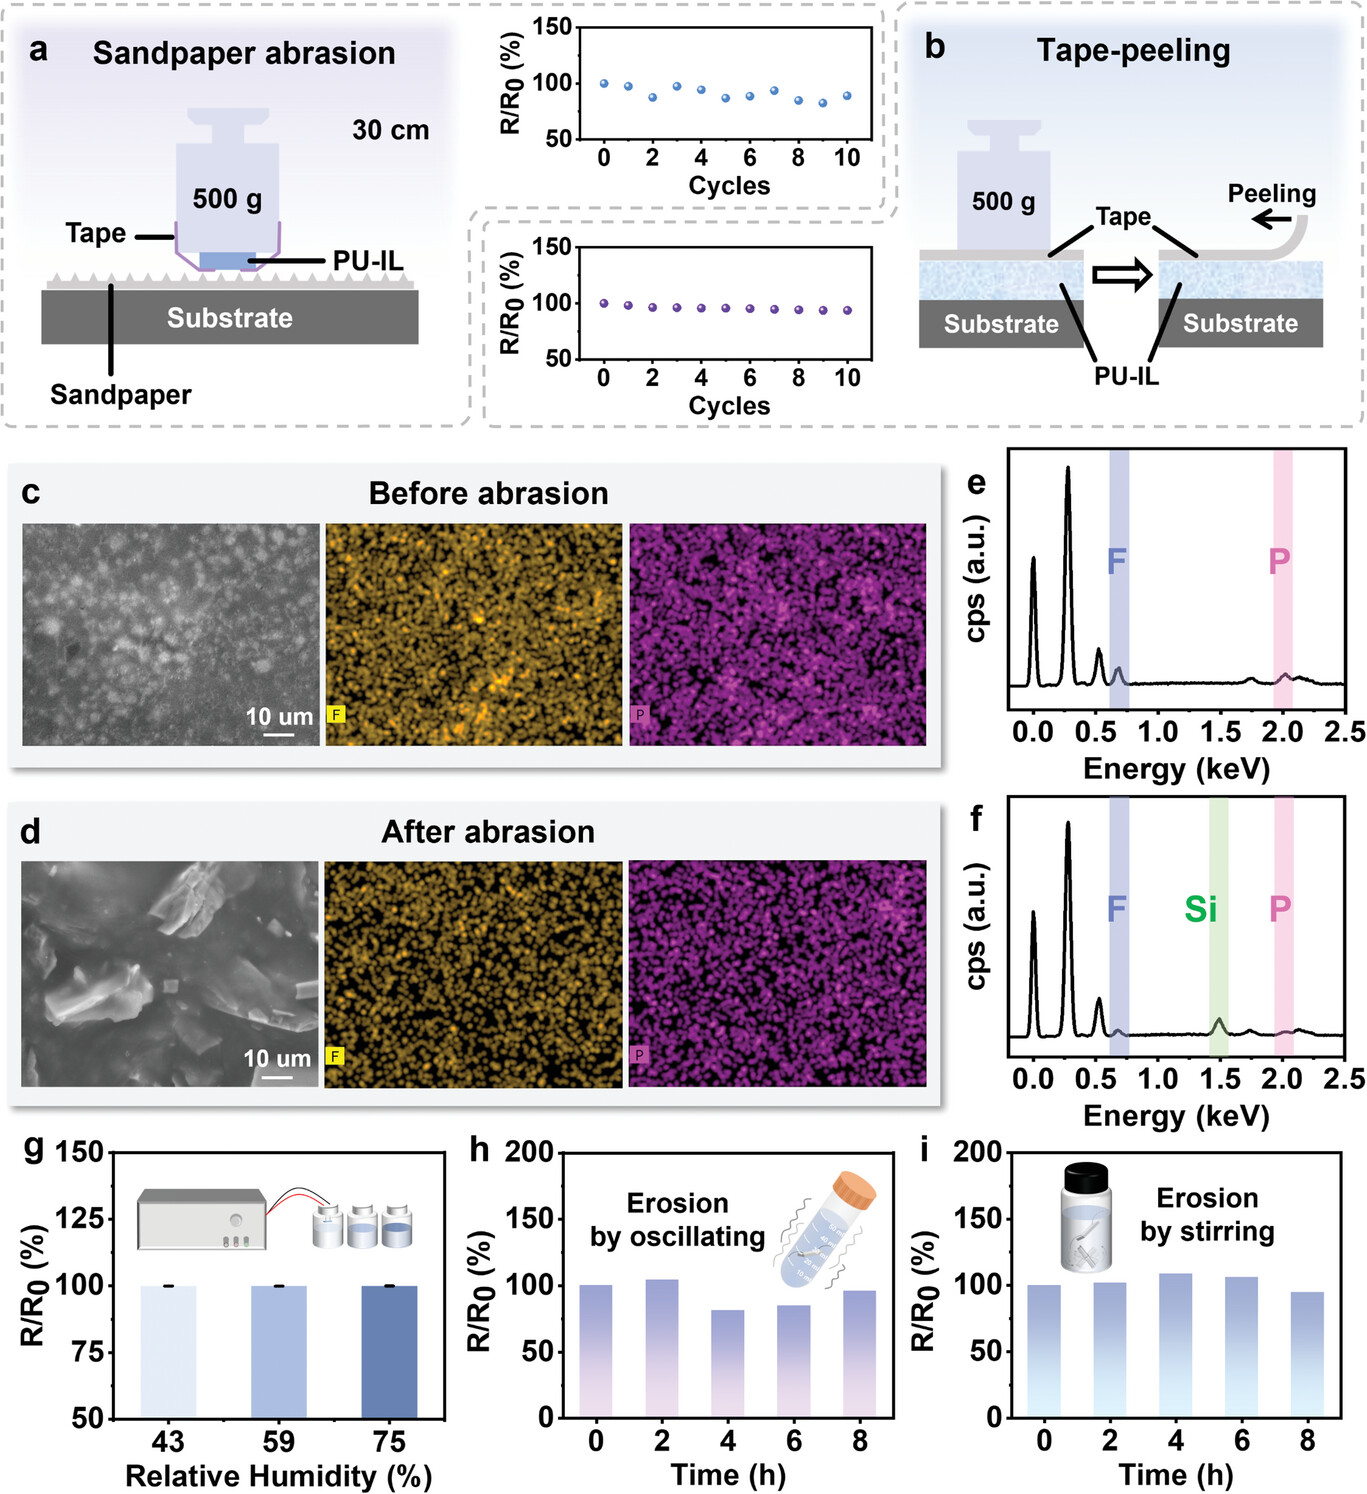 a
Sandpaper abrasion
30 cm
500 g
Tape
PU-IL
Substrate
Sandpaper
R/R0 (%)
150
100
50
0 2 4 6 8 10
Cycles
R/R0 (%)
150
100
50
0 2 4 6 8 10
Cycles
b
Tape-peeling
500 g
Tape
Peeling
Substrate
Substrate
PU-IL
c
Before abrasion
10 um
F
P
d
After abrasion
10 um
F
P
e
cps (a.u.)
F
P
0.0 0.5 1.0 1.5 2.0 2.5
Energy (keV)
f
cps (a.u.)
F
Si
P
0.0 0.5 1.0 1.5 2.0 2.5
Energy (keV)
g
R/R0 (%)
150
125
100
75
50
43 59 75
Relative Humidity (%)
h
R/R0 (%)
200
150
100
50
0
Erosion
by oscillating
0 2 4 6 8
Time (h)
i
R/R0 (%)
200
150
100
50
0
Erosion
by stirring
0 2 4 6 8
Time (h)